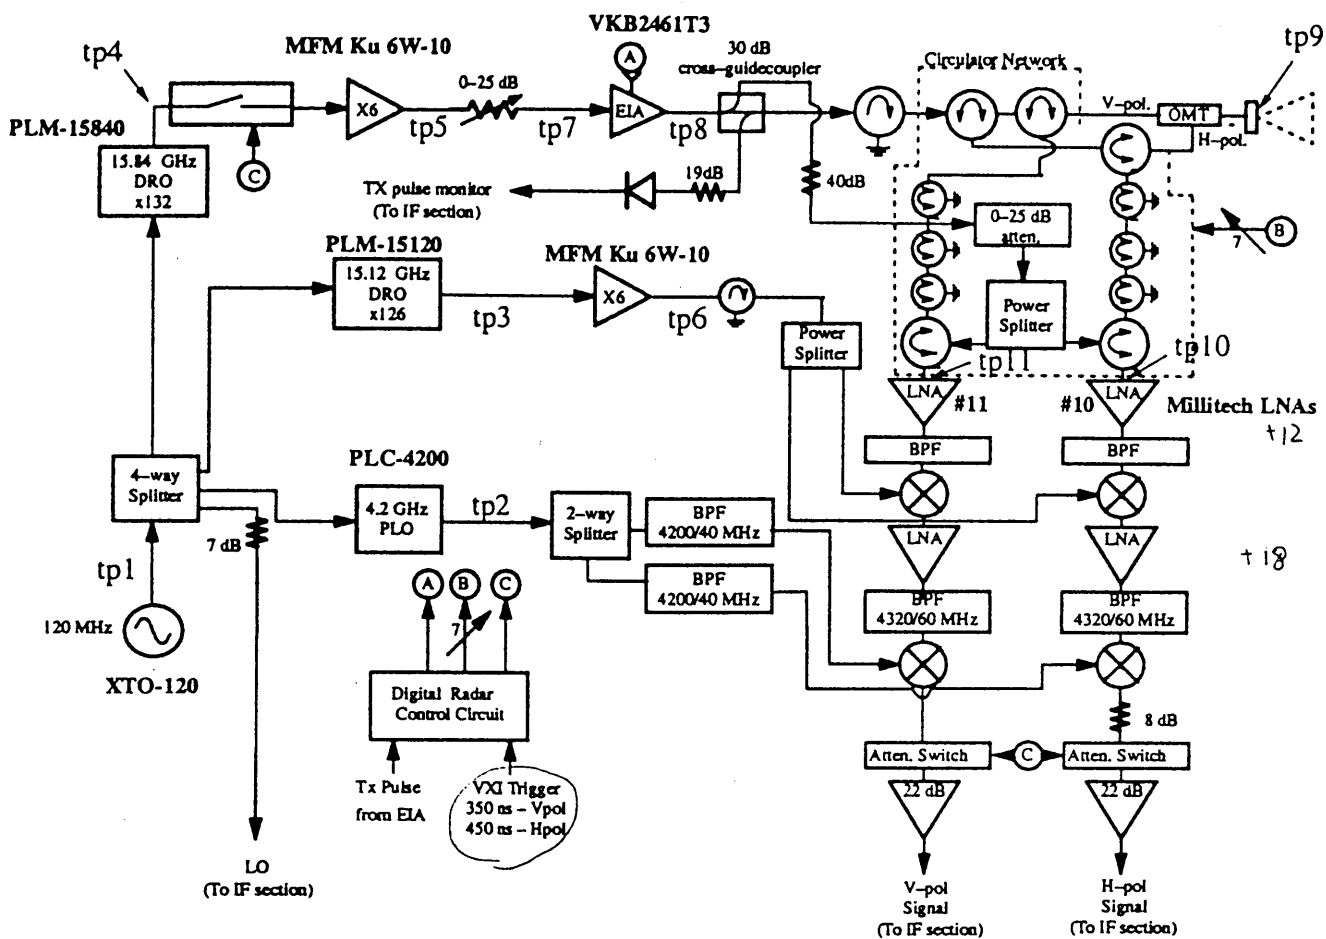 VKB2461T3
MFM Ku 6W-10
tp4
A
30 dB
cross-guidecoupler
Circulator Network
tp9
0-25 dB
X6
EIA
V-pol.
OMT
H-pol.
PLM-15840
tp5
tp7
tp8
15.84 GHz
DRO
x132
C
TX pulse monitor
(To IF section)
19dB
40dB
0-25 dB
atten.
7
B
PLM-15120
MFM Ku 6W-10
15.12 GHz
DRO
x126
X6
tp3
tp6
Power
Splitter
Power
Splitter
tp11
tp10
LNA
#11
#10
LNA
Millitech LNAs
+12
BPF
BPF
4-way
Splitter
PLC-4200
4.2 GHz
PLO
tp2
2-way
Splitter
BPF
4200/40 MHz
7 dB
LNA
LNA
+18
tp1
A
B
C
BPF
4200/40 MHz
BPF
4320/60 MHz
BPF
4320/60 MHz
120 MHz
7
XTO-120
Digital Radar
Control Circuit
8 dB
Atten. Switch
C
Atten. Switch
Tx Pulse
from EIA
VXI Trigger
350 ns - Vpol
450 ns - Hpol
22 dB
22 dB
LO
(To IF section)
V-pol
Signal
(To IF section)
H-pol
Signal
(To IF section)